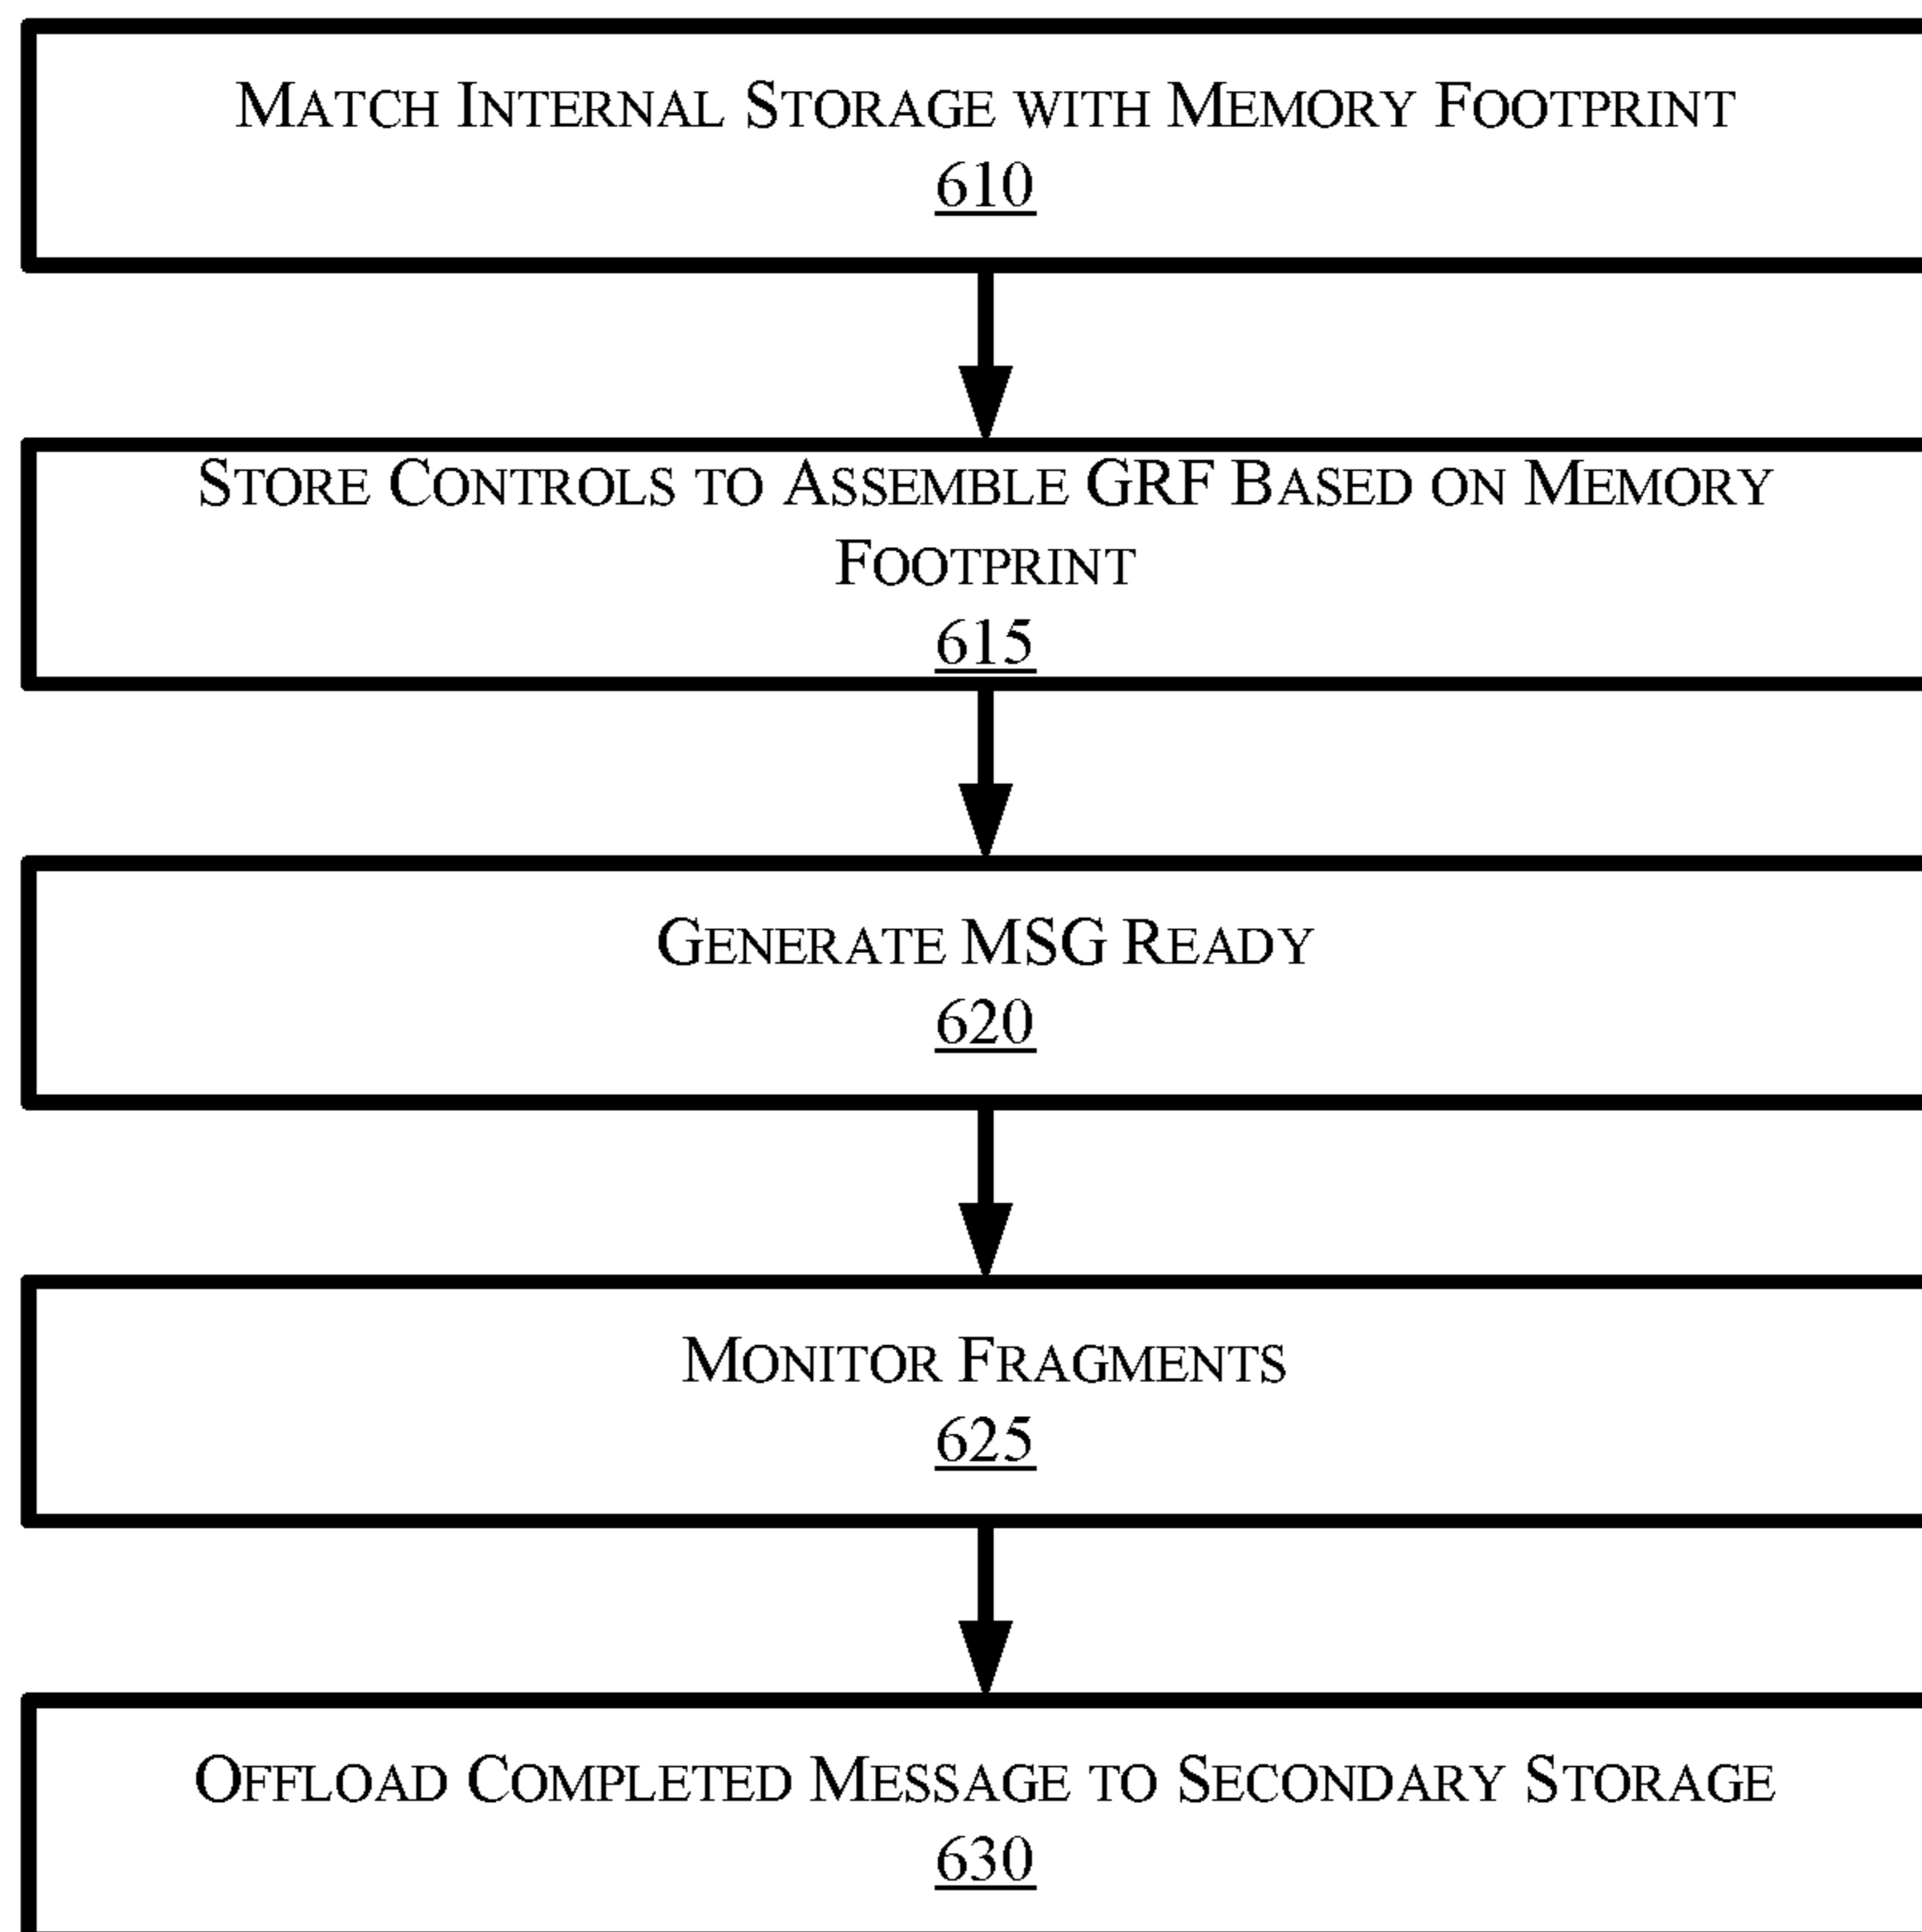 MATCH INTERNAL STORAGE WITH MEMORY FOOTPRINT
610
STORE CONTROLS TO ASSEMBLE GRF BASED ON MEMORY
FOOTPRINT
615
GENERATE MSG READY
620
MONITOR FRAGMENTS
625
OFFLOAD COMPLETED MESSAGE TO SECONDARY STORAGE
630